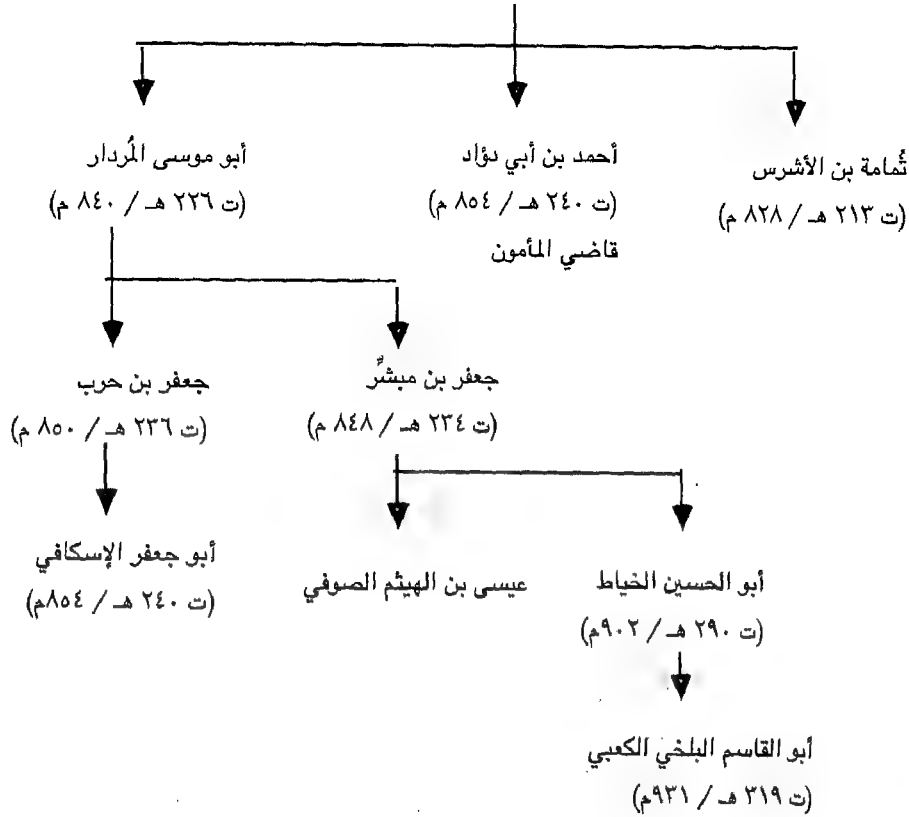 ثُمامة بن الأشرس
(ت ٢١٣ هـ / ٨٢٨ م)
أحمد بن أبي دؤاد
(ت ٢٤٠ هـ / ٨٥٤ م)
قاضي المأمون
أبو موسى المُردار
(ت ٢٢٦ هـ / ٨٤٠ م)
جعفر بن مبشِّر
(ت ٢٣٤ هـ / ٨٤٨ م)
جعفر بن حرب
(ت ٢٣٦ هـ / ٨٥٠ م)
أبو الحسين الخياط
(ت ٢٩٠ هـ / ٩٠٢م)
عيسى بن الهيثم الصوفي
أبو جعفر الإسكافي
(ت ٢٤٠ هـ / ٨٥٤م)
أبو القاسم البلخي الكعبي
(ت ٣١٩ هـ / ٩٣١م)